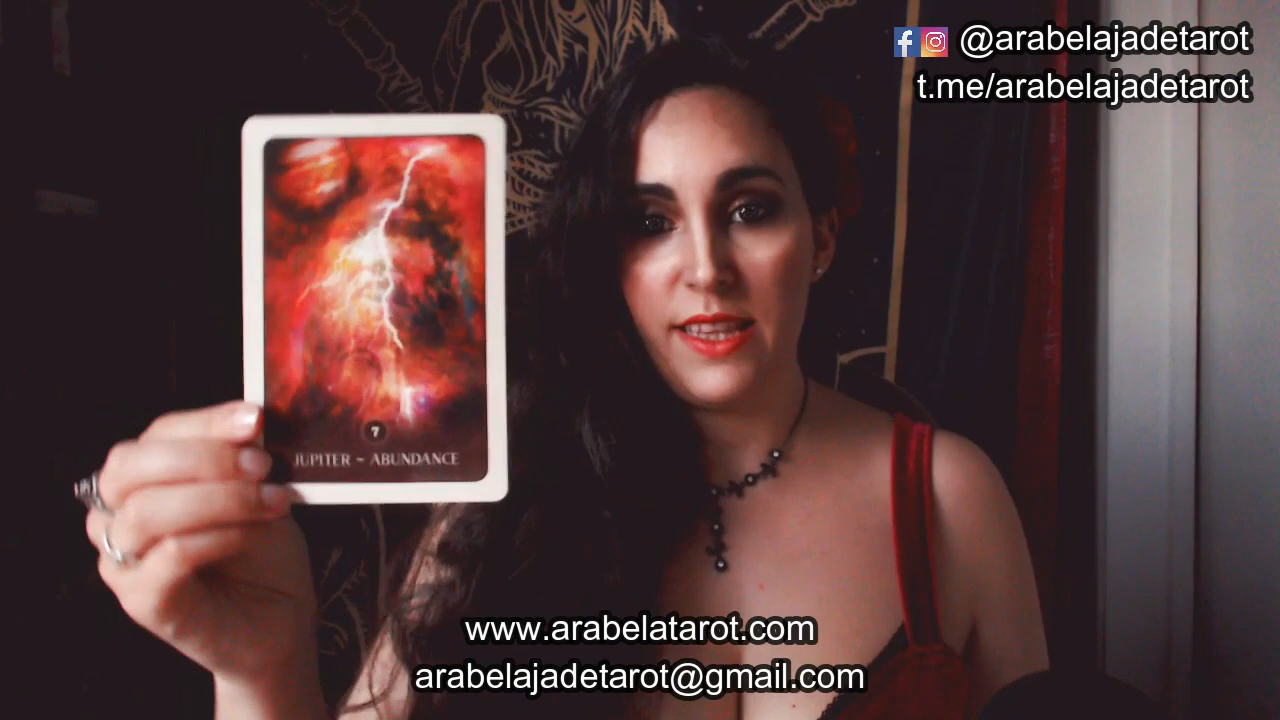 @arabelajadetarot
t.me/arabelajadetarot
7
JUPITER ~ ABUNDANCE
www.arabelatarot.com
arabelajadetarot@gmail.com